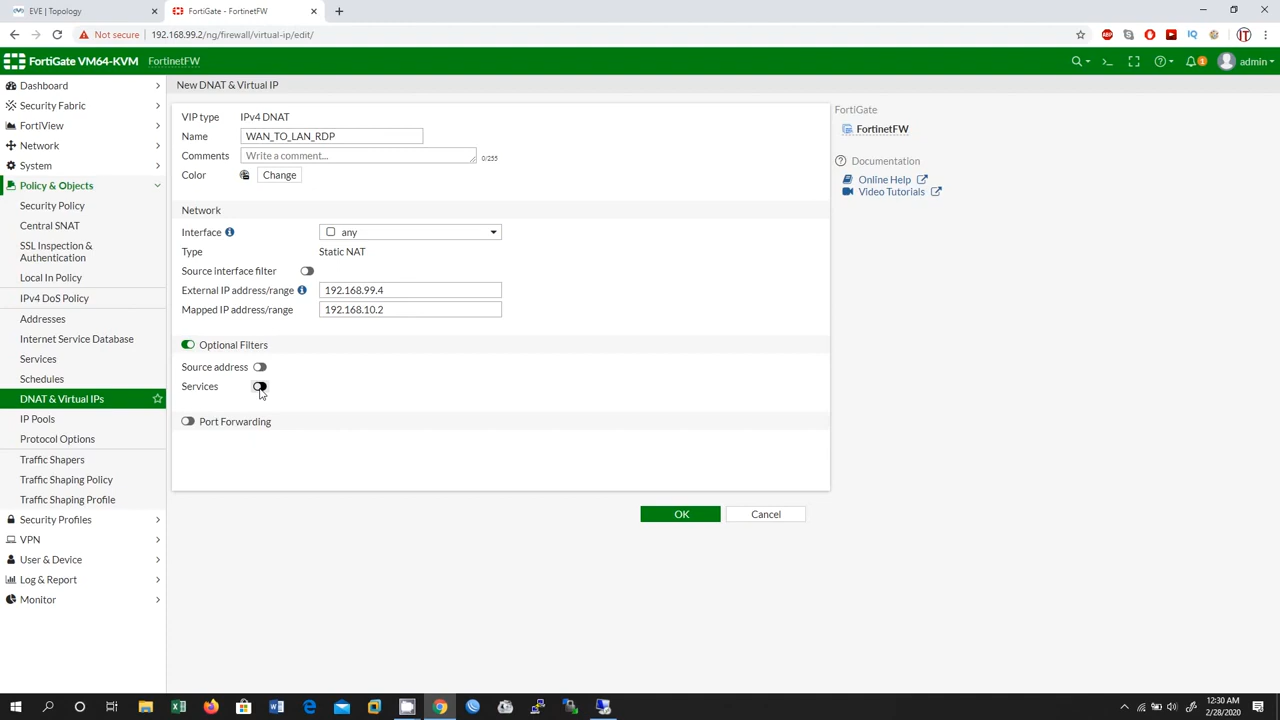 EVE | Topology
FortiGate - FortinetFW
Not secure
192.168.99.2/ng/firewall/virtual-ip/edit/
FortiGate VM64-KVM
FortinetFW
1
admin
Dashboard
Security Fabric
FortiView
Network
System
Policy & Objects
Security Policy
Central SNAT
SSL Inspection &
Authentication
Local In Policy
IPv4 DoS Policy
Addresses
Internet Service Database
Services
Schedules
DNAT & Virtual IPs
IP Pools
Protocol Options
Traffic Shapers
Traffic Shaping Policy
Traffic Shaping Profile
Security Profiles
VPN
User & Device
Log & Report
Monitor
New DNAT & Virtual IP
VIP type IPv4 DNAT
Name WAN_TO_LAN_RDP
Comments Write a comment... 0/255
Color Change
Network
Interface any
Type Static NAT
Source interface filter
External IP address/range 192.168.99.4
Mapped IP address/range 192.168.10.2
Optional Filters
Source address
Services
Port Forwarding
OK
Cancel
FortiGate
FortinetFW
Documentation
Online Help
Video Tutorials
12:30 AM
2/28/2020